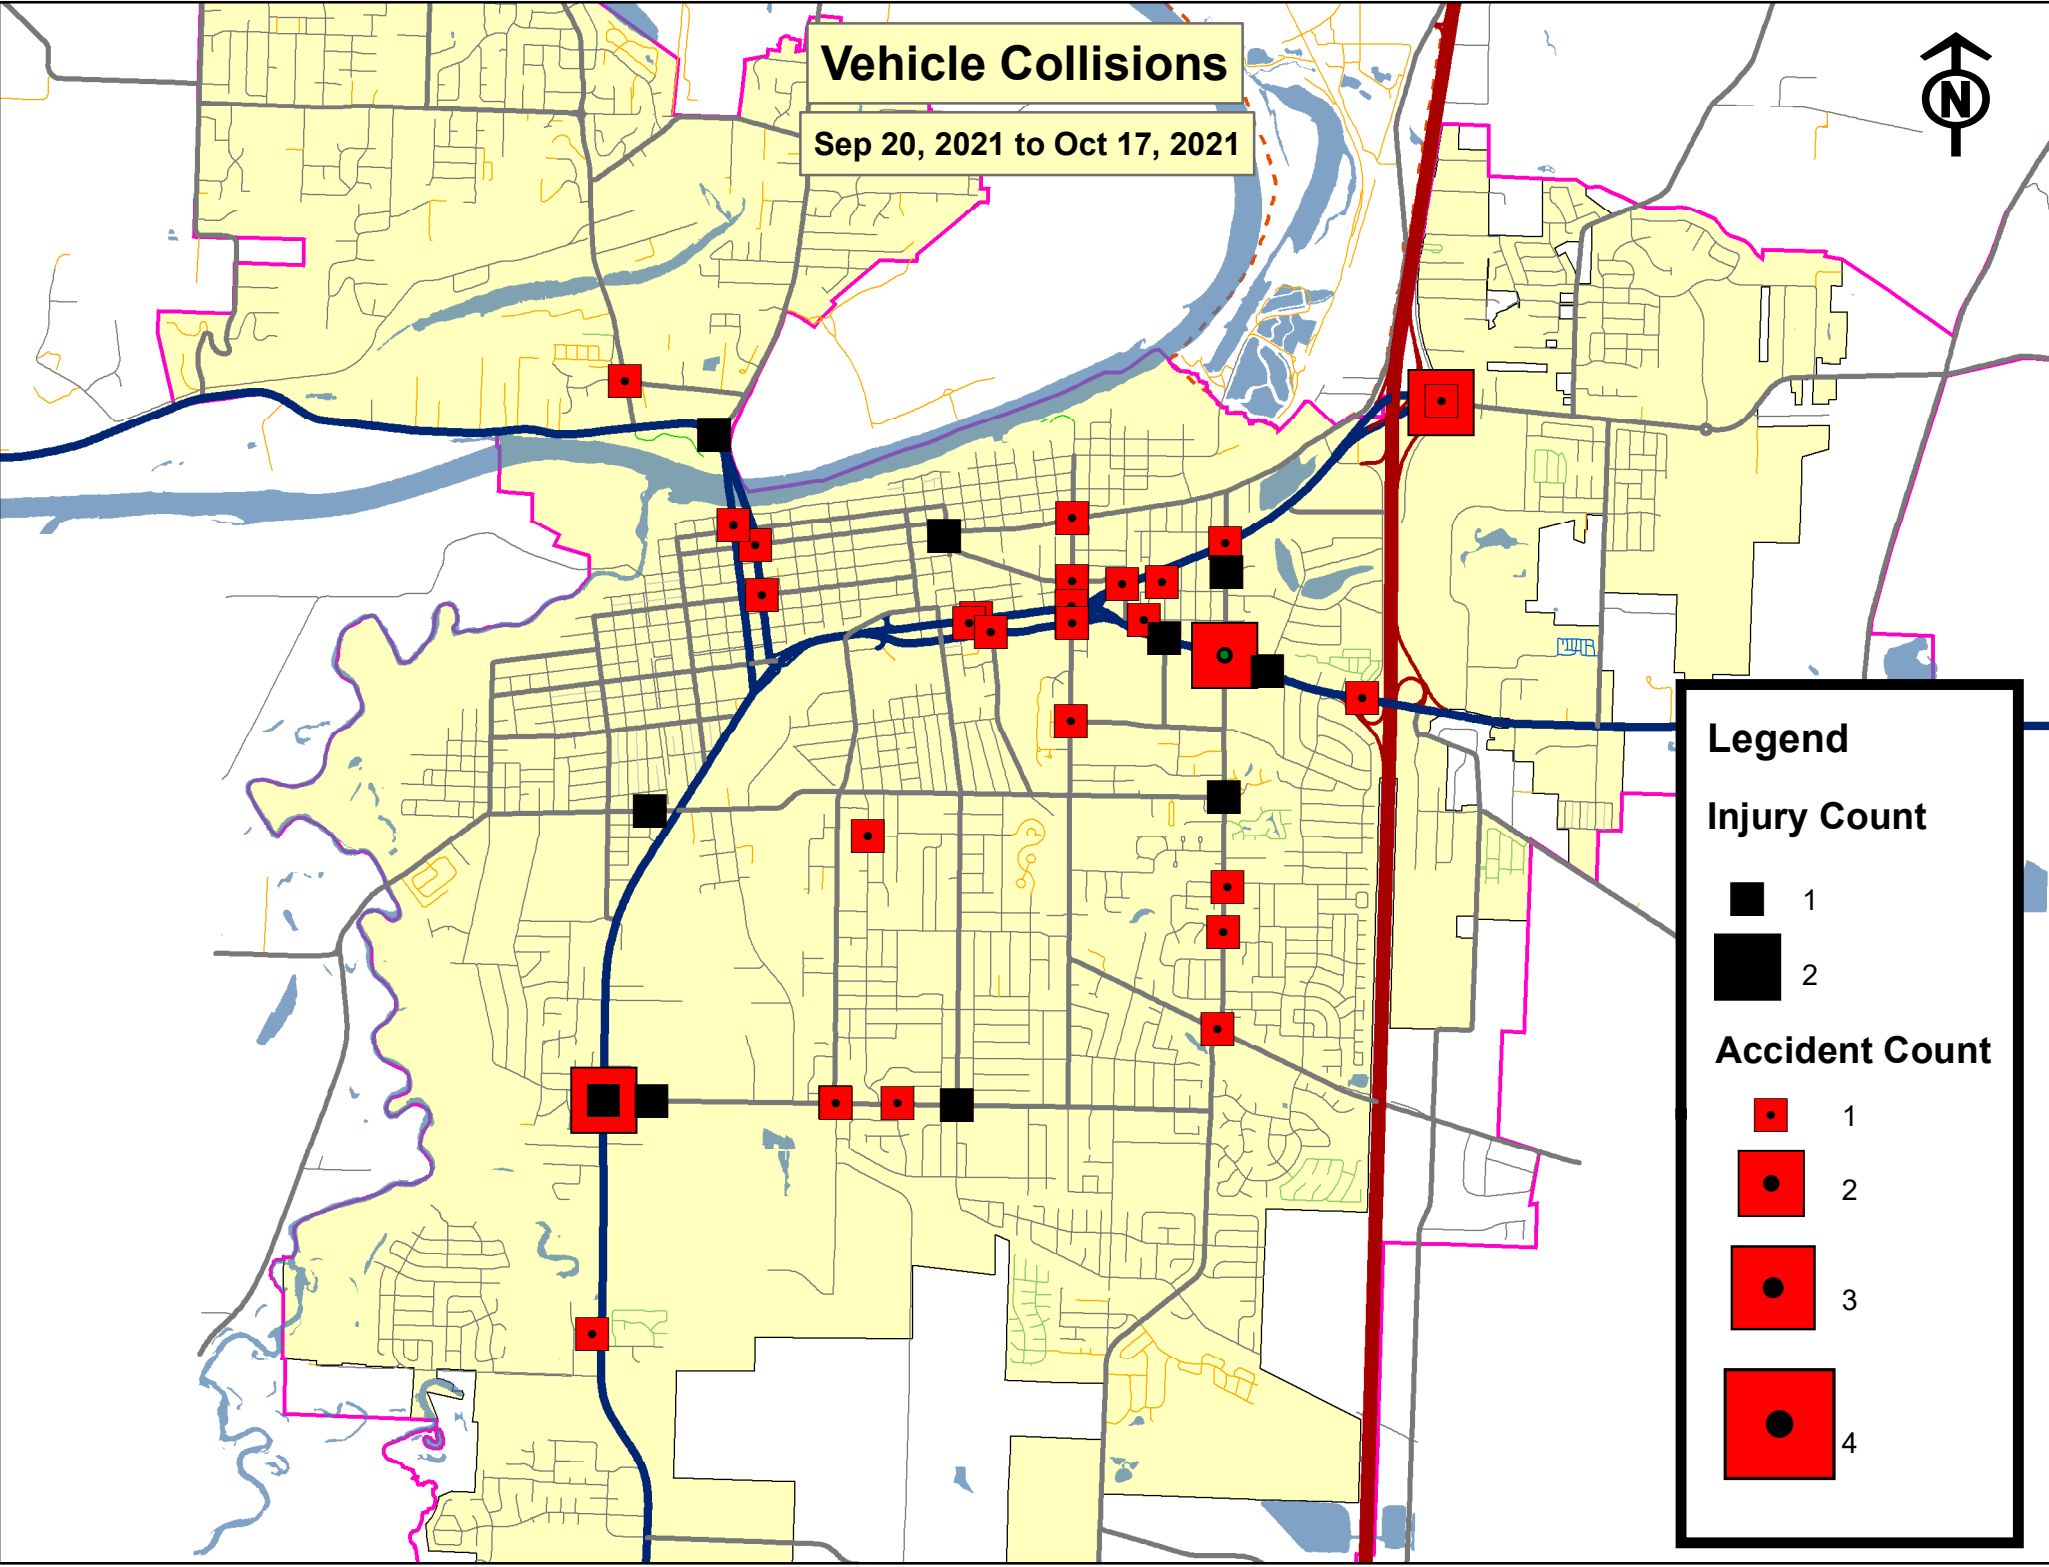 Vehicle Collisions
Sep 20, 2021 to Oct 17, 2021
N
Legend
Injury Count
1
2
Accident Count
1
2
3
4